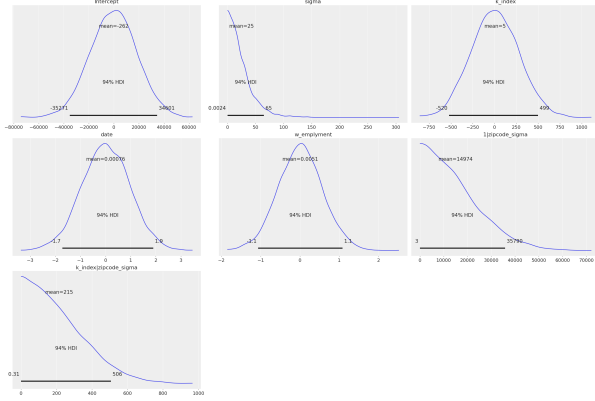 Intercept
mean=-262
94% HDI
-35271 34601
-80000 -60000 -40000 -20000 0 20000 40000 60000
sigma
mean=25
94% HDI
0.0024 65
0 50 100 150 200 250 300
k_index
mean=5
94% HDI
-520 499
-750 -500 -250 0 250 500 750 1000
date
mean=0.00076
94% HDI
-1.7 1.9
-3 -2 -1 0 1 2 3
w_emplyment
mean=0.0051
94% HDI
-1.1 1.1
-2 -1 0 1 2
1|zipcode_sigma
mean=14974
94% HDI
3
0 10000 20000 30000 40000 50000 60000 70000
k_index|zipcode_sigma
mean=215
94% HDI
0.31 506
0 200 400 600 800 1000